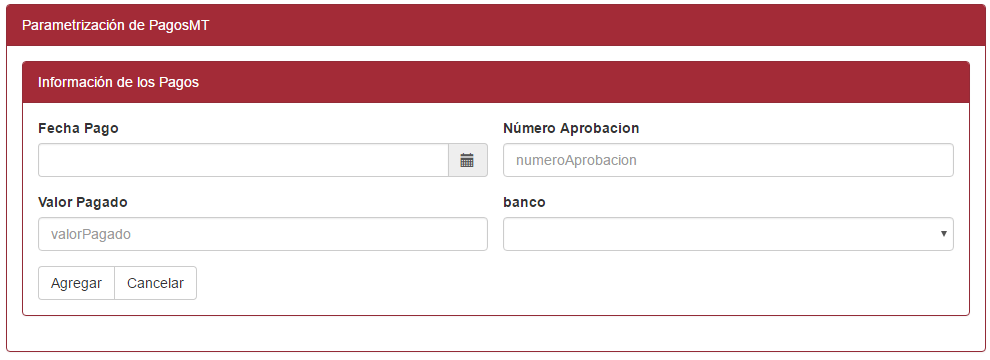 Parametrización de PagosMT
Información de los Pagos
Fecha Pago
Número Aprobacion
numeroAprobacion
Valor Pagado
banco
valorPagado
Agregar
Cancelar